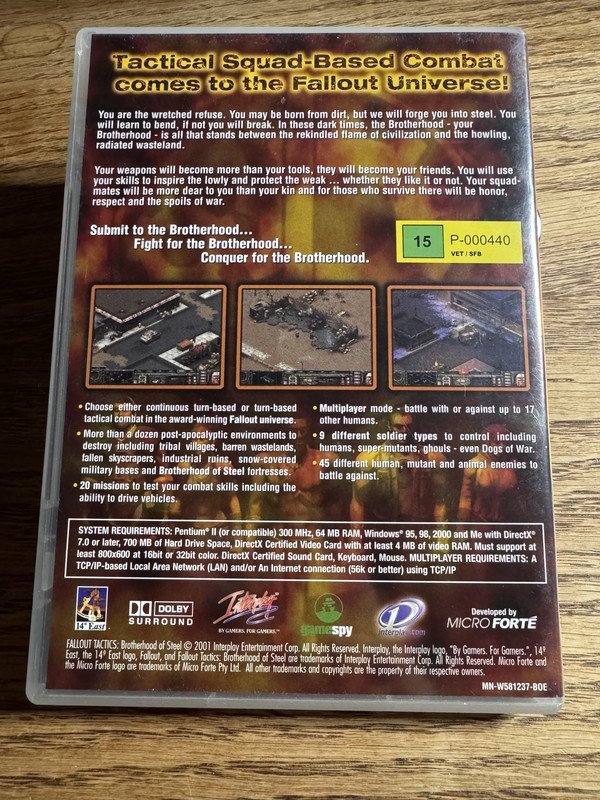 Tactical Squad-Based Combat
comes to the Fallout Universe!
You are the wretched refuse. You may be born from dirt, but we will forge you into steel. You
will learn to bend, if not you will break. In these dark times, the Brotherhood - your
Brotherhood - is all that stands between the rekindled flame of civilization and the howling,
radiated wasteland.
Your weapons will become more than your tools, they will become your friends. You will use
your skills to inspire the lowly and protect the weak ... whether they like it or not. Your squad-
mates will be more dear to you than your kin and for those who survive there will be honor,
respect and the spoils of war.
Submit to the Brotherhood...
Fight for the Brotherhood...
Conquer for the Brotherhood.
15 P-000440
VET / SFB
• Choose either continuous turn-based or turn-based
tactical combat in the award-winning Fallout universe.
• More than a dozen post-apocalyptic environments to
destroy including tribal villages, barren wastelands,
fallen skyscrapers, industrial ruins, snow-covered
military bases and Brotherhood of Steel fortresses.
• 20 missions to test your combat skills including the
ability to drive vehicles.
• Multiplayer mode - battle with or against up to 17
other humans.
• 9 different soldier types to control including
humans, super-mutants, ghouls - even Dogs of War.
• 45 different human, mutant and animal enemies to
battle against.
SYSTEM REQUIREMENTS: Pentium® II (or compatible) 300 MHz, 64 MB RAM, Windows® 95, 98, 2000 and Me with DirectX®
7.0 or later, 700 MB of Hard Drive Space, DirectX Certified Video Card with at least 4 MB of video RAM. Must support at
least 800x600 at 16bit or 32bit color. DirectX Certified Sound Card, Keyboard, Mouse. MULTIPLAYER REQUIREMENTS: A
TCP/IP-based Local Area Network (LAN) and/or An Internet connection (56k or better) using TCP/IP
14° East
DOLBY
SURROUND
Interplay
BY GAMERS. FOR GAMERS.™
gamespy
interplay.com
Developed by
MICRO FORTÉ
FALLOUT TACTICS: Brotherhood of Steel © 2001 Interplay Entertainment Corp. All Rights Reserved. Interplay, the Interplay logo, "By Gamers. For Gamers.", 14°
East, the 14° East logo, Fallout, and Fallout Tactics: Brotherhood of Steel are trademarks of Interplay Entertainment Corp. All Rights Reserved. Micro Forté and
the Micro Forte logo are trademarks of Micro Forté Pty Ltd. All other trademarks and copyrights are the property of their respective owners.
MN-W581237-BOE